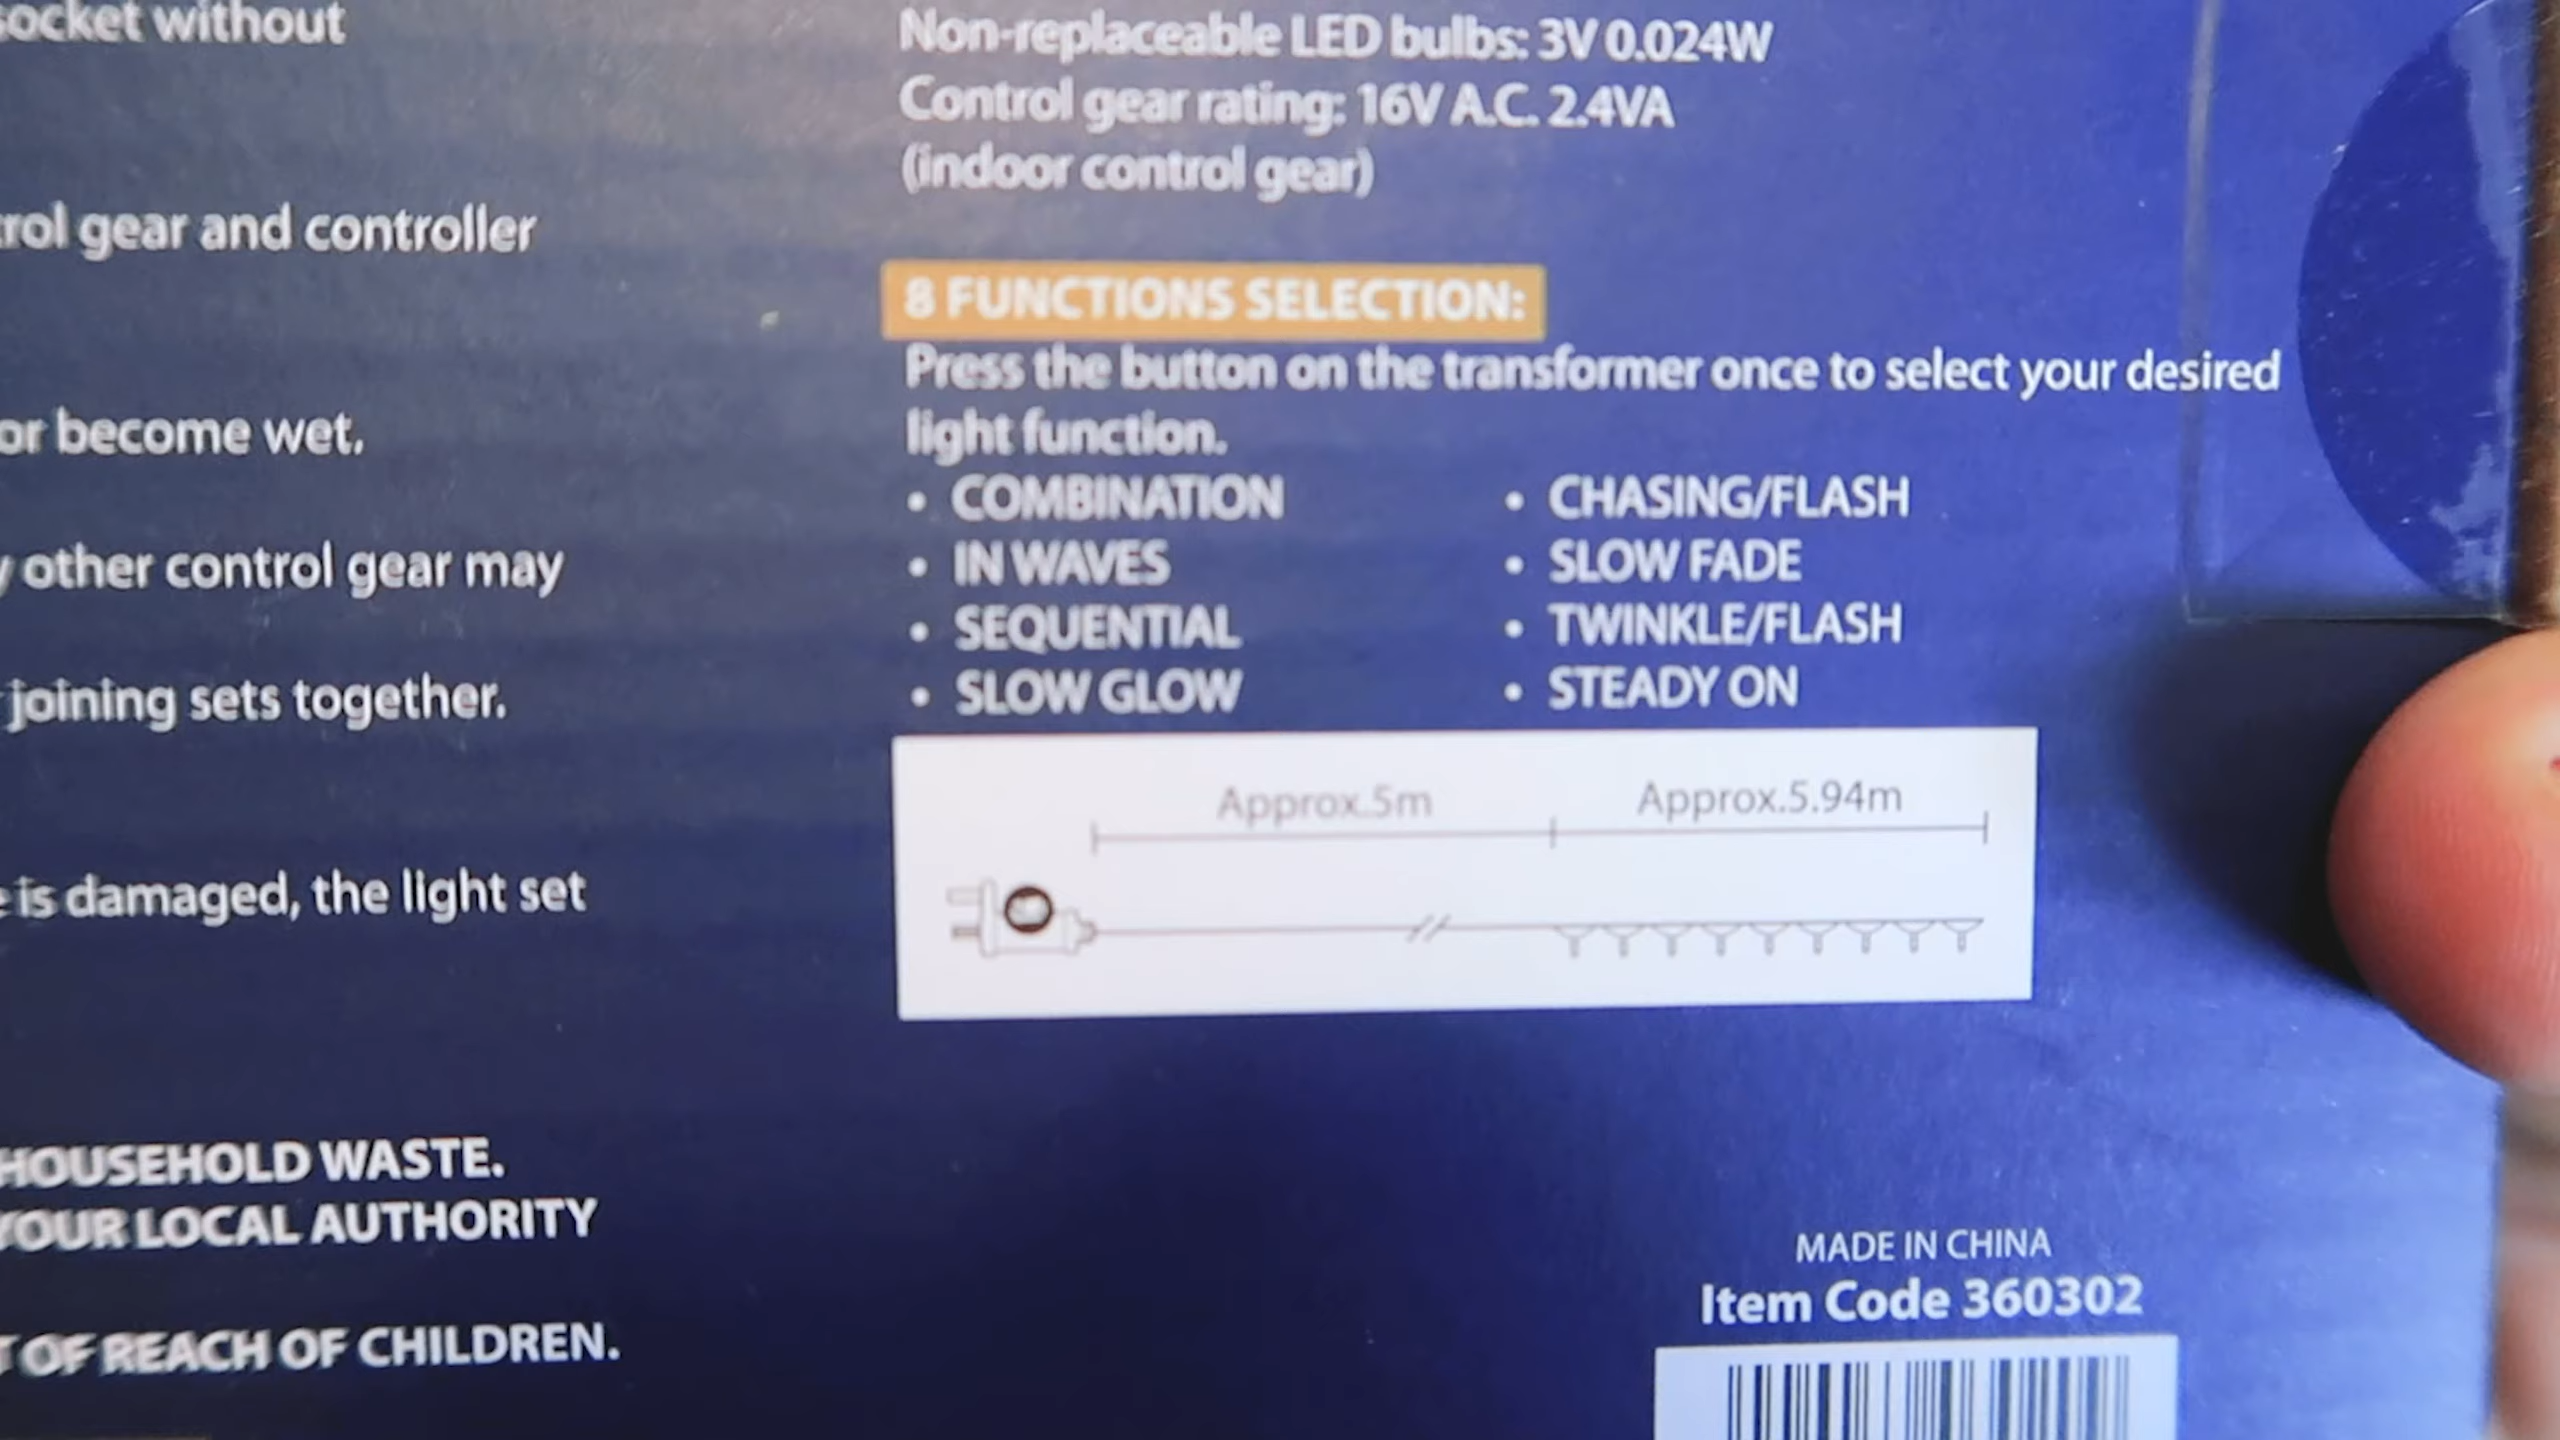 socket without
rol gear and controller
or become wet.
y other control gear may
joining sets together.
is damaged, the light set
HOUSEHOLD WASTE.
YOUR LOCAL AUTHORITY
OF REACH OF CHILDREN.
Non-replaceable LED bulbs: 3V 0.024W
Control gear rating: 16V A.C. 2.4VA
(indoor control gear)
8 FUNCTIONS SELECTION:
Press the button on the transformer once to select your desired
light function.
• COMBINATION
• IN WAVES
• SEQUENTIAL
• SLOW GLOW
• CHASING/FLASH
• SLOW FADE
• TWINKLE/FLASH
• STEADY ON
Approx.5m
Approx.5.94m
MADE IN CHINA
Item Code 360302